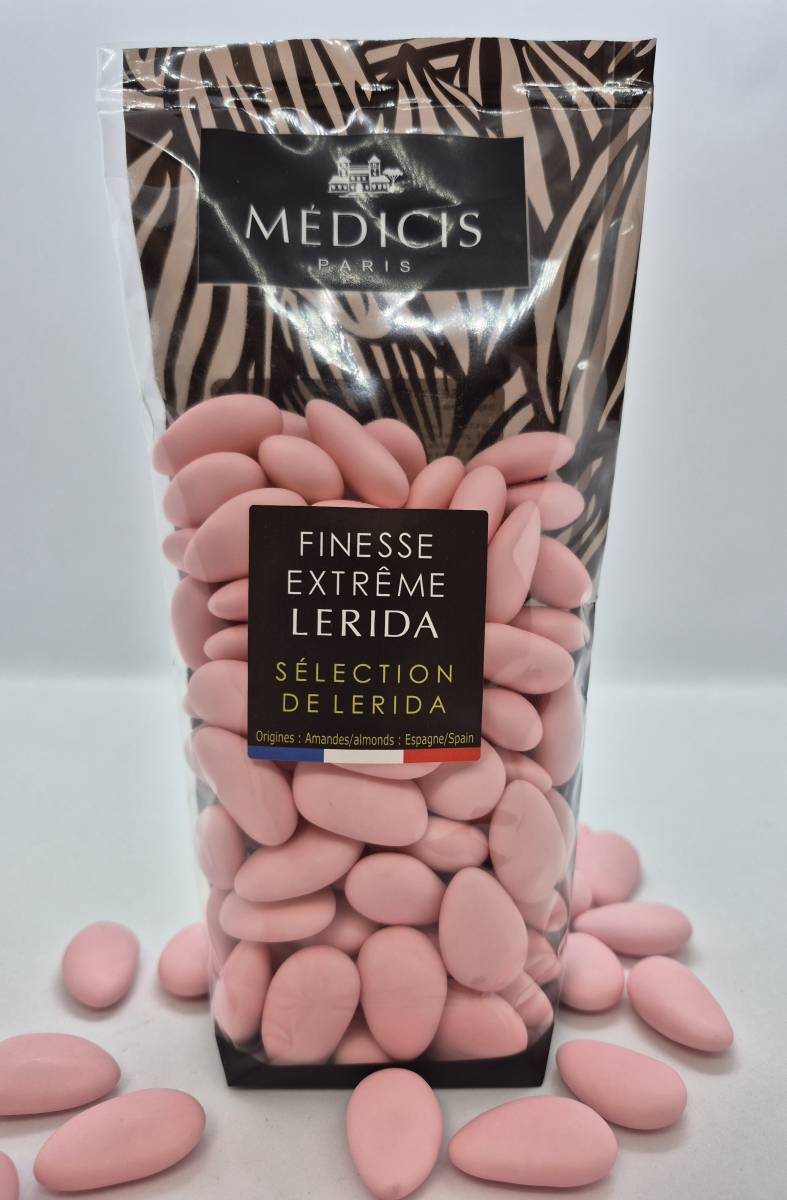 MÉDICIS
PARIS
FINESSE
EXTRÊME
LERIDA
SÉLECTION
DE LERIDA
Origines : Amandes/almonds : Espagne/Spain